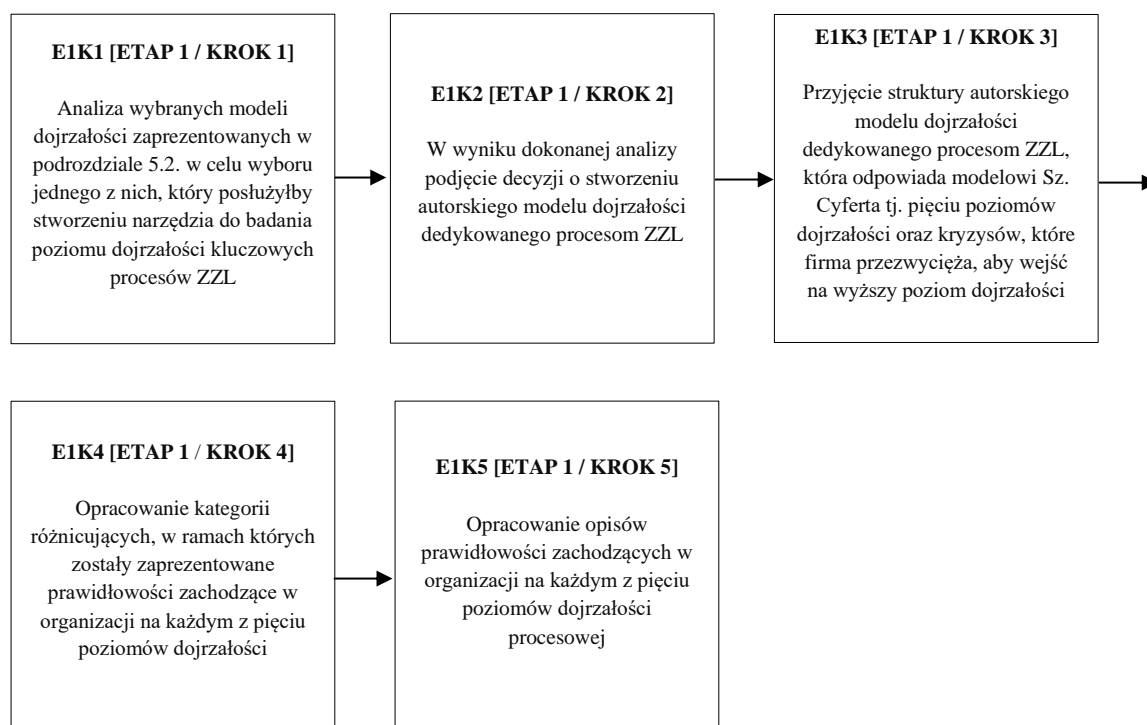 E1K1 [ETAP 1 / KROK 1]
Analiza wybranych modeli
dojrzałości zaprezentowanych w
podrozdziale 5.2. w celu wyboru
jednego z nich, który posłużyłby
stworzeniu narzędzia do badania
poziomu dojrzałości kluczowych
procesów ZZL
E1K2 [ETAP 1 / KROK 2]
W wyniku dokonanej analizy
podjęcie decyzji o stworzeniu
autorskiego modelu dojrzałości
dedykowanego procesom ZZL
E1K3 [ETAP 1 / KROK 3]
Przyjęcie struktury autorskiego
modelu dojrzałości
dedykowanego procesom ZZL,
która odpowiada modelowi Sz.
Cyferta tj. pięciu poziomów
dojrzałości oraz kryzysów, które
firma przezwycięża, aby wejść
na wyższy poziom dojrzałości
E1K4 [ETAP 1 / KROK 4]
Opracowanie kategorii
różnicujących, w ramach których
zostały zaprezentowane
prawidłowości zachodzące w
organizacji na każdym z pięciu
poziomów dojrzałości
E1K5 [ETAP 1 / KROK 5]
Opracowanie opisów
prawidłowości zachodzących w
organizacji na każdym z pięciu
poziomów dojrzałości
procesowej